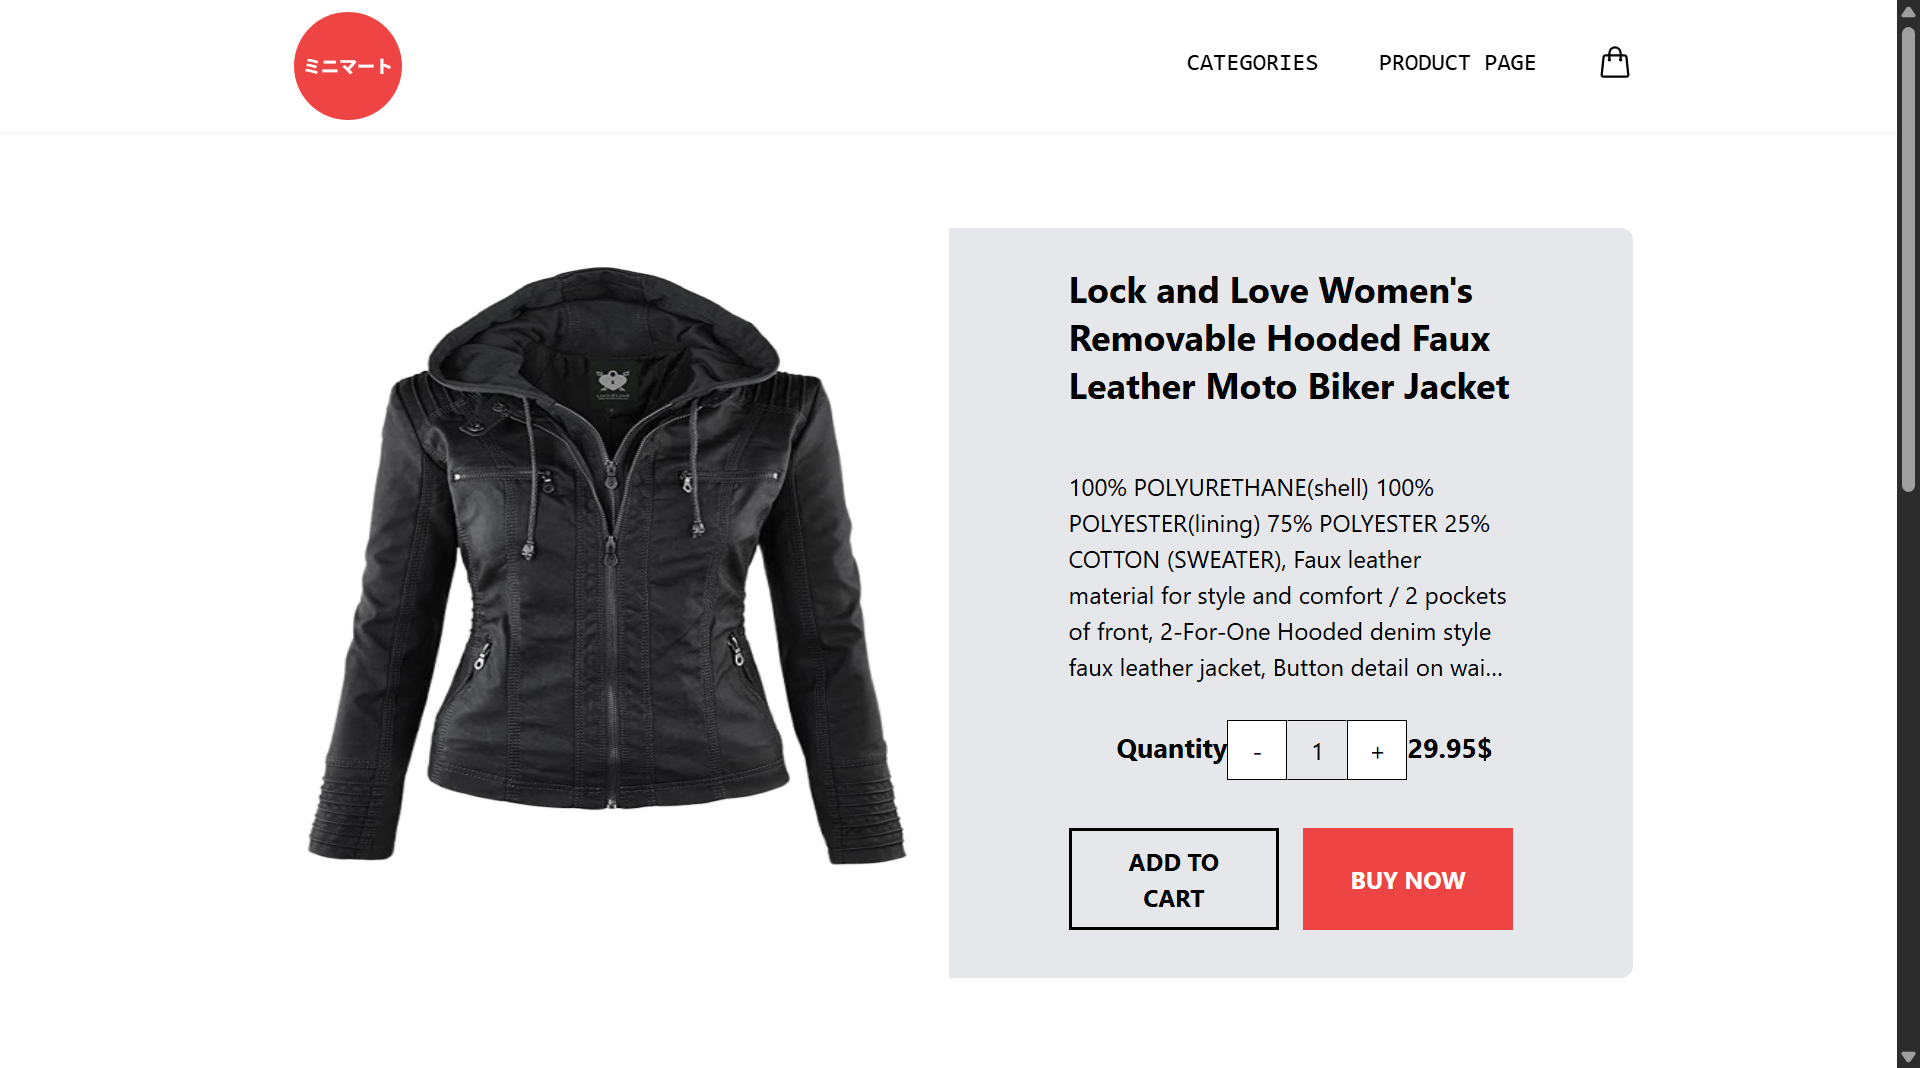 ミニマート
CATEGORIES
PRODUCT PAGE
Lock and Love Women's
Removable Hooded Faux
Leather Moto Biker Jacket
100% POLYURETHANE(shell) 100%
POLYESTER(lining) 75% POLYESTER 25%
COTTON (SWEATER), Faux leather
material for style and comfort / 2 pockets
of front, 2-For-One Hooded denim style
faux leather jacket, Button detail on wai...
Quantity - 1 + 29.95$
ADD TO
CART
BUY NOW